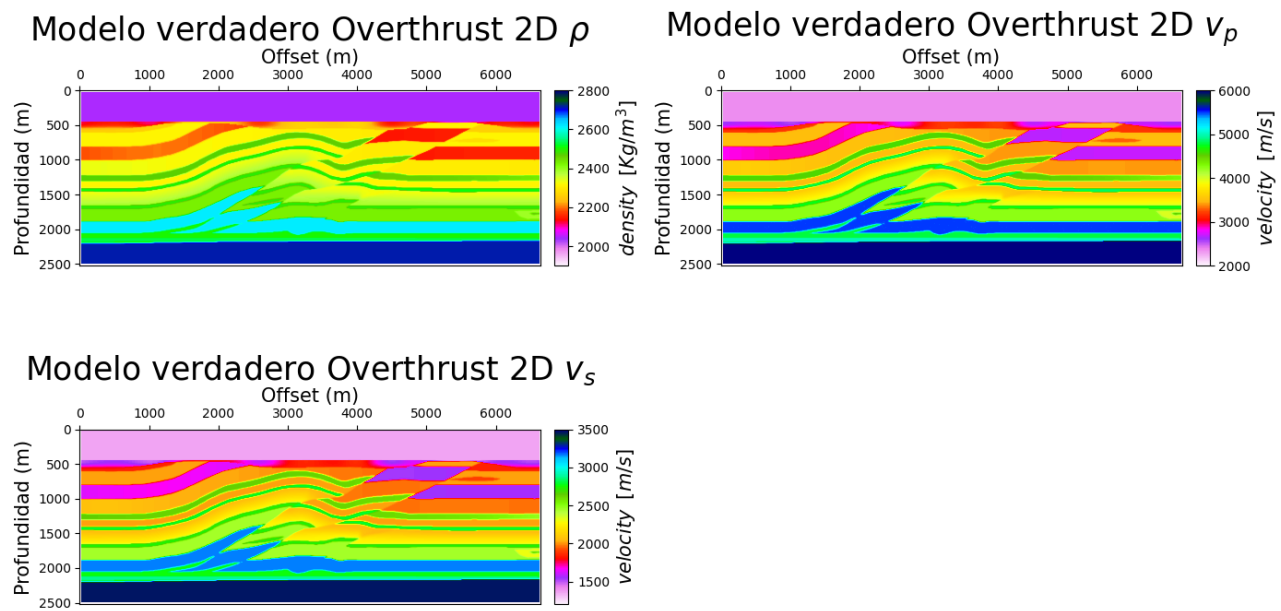 Modelo verdadero Overthrust 2D ρ
Offset (m)
0 1000 2000 3000 4000 5000 6000
Profundidad (m)
0
500
1000
1500
2000
2500
2800
2600
2400
2200
2000
density [Kg/m³]
Modelo verdadero Overthrust 2D vₚ
Offset (m)
0 1000 2000 3000 4000 5000 6000
Profundidad (m)
0
500
1000
1500
2000
2500
6000
5000
4000
3000
2000
velocity [m/s]
Modelo verdadero Overthrust 2D vₛ
Offset (m)
0 1000 2000 3000 4000 5000 6000
Profundidad (m)
0
500
1000
1500
2000
2500
3500
3000
2500
2000
1500
velocity [m/s]